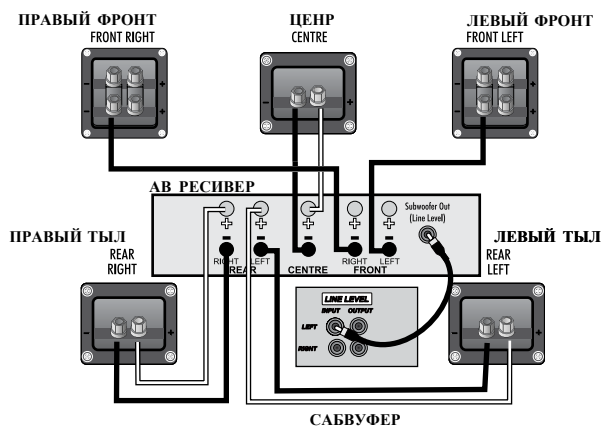 ПРАВЫЙ ФРОНТ
FRONT RIGHT
ЦЕНР
CENTRE
ЛЕВЫЙ ФРОНТ
FRONT LEFT
- +
- +
- +
АВ РЕСИВЕР
Subwoofer Out
(Line Level)
+ + + + +
- - - - -
RIGHT LEFT RIGHT LEFT
REAR CENTRE FRONT
ПРАВЫЙ ТЫЛ
REAR
RIGHT
- +
ЛЕВЫЙ ТЫЛ
REAR
LEFT
- +
LINE LEVEL
INPUT OUTPUT
LEFT
RIGHT
САБВУФЕР